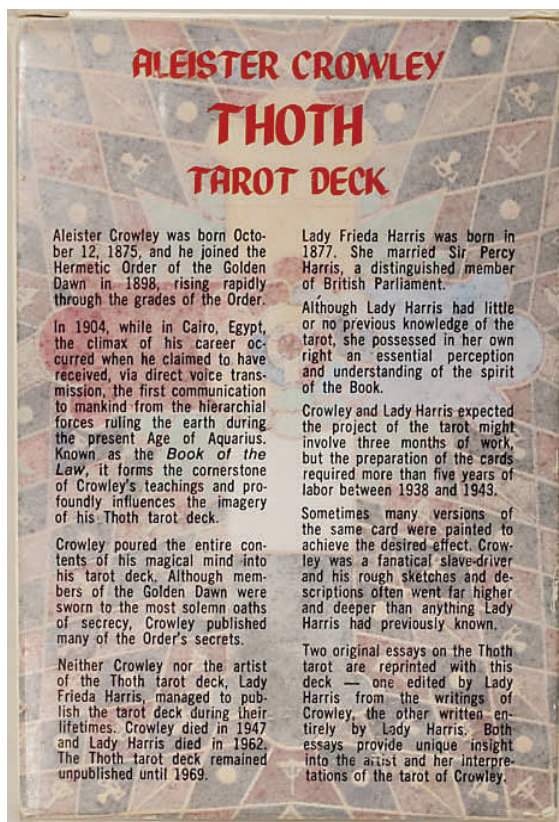 ALEISTER CROWLEY
THOTH
TAROT DECK
Aleister Crowley was born Octo-
ber 12, 1875, and he joined the
Hermetic Order of the Golden
Dawn in 1898, rising rapidly
through the grades of the Order.
In 1904, while in Cairo, Egypt,
the climax of his career oc-
curred when he claimed to have
received, via direct voice trans-
mission, the first communication
to mankind from the hierarchial
forces ruling the earth during
the present Age of Aquarius.
Known as the Book of the
Law, it forms the cornerstone
of Crowley's teachings and pro-
foundly influences the imagery
of his Thoth tarot deck.
Crowley poured the entire con-
tents of his magical mind into
his tarot deck. Although mem-
bers of the Golden Dawn were
sworn to the most solemn oaths
of secrecy, Crowley published
many of the Order's secrets.
Neither Crowley nor the artist
of the Thoth tarot deck, Lady
Frieda Harris, managed to pub-
lish the tarot deck during their
lifetimes. Crowley died in 1947
and Lady Harris died in 1962.
The Thoth tarot deck remained
unpublished until 1969.
Lady Frieda Harris was born in
1877. She married Sir Percy
Harris, a distinguished member
of British Parliament.
Although Lady Harris had little
or no previous knowledge of the
tarot, she possessed in her own
right an essential perception
and understanding of the spirit
of the Book.
Crowley and Lady Harris expected
the project of the tarot might
involve three months of work,
but the preparation of the cards
required more than five years of
labor between 1938 and 1943.
Sometimes many versions of
the same card were painted to
achieve the desired effect. Crow-
ley was a fanatical slave-driver
and his rough sketches and de-
scriptions often went far higher
and deeper than anything Lady
Harris had previously known.
Two original essays on the Thoth
tarot are reprinted with this
deck — one edited by Lady
Harris from the writings of
Crowley, the other written en-
tirely by Lady Harris. Both
essays provide unique insight
into the artist and her interpre-
tations of the tarot of Crowley.